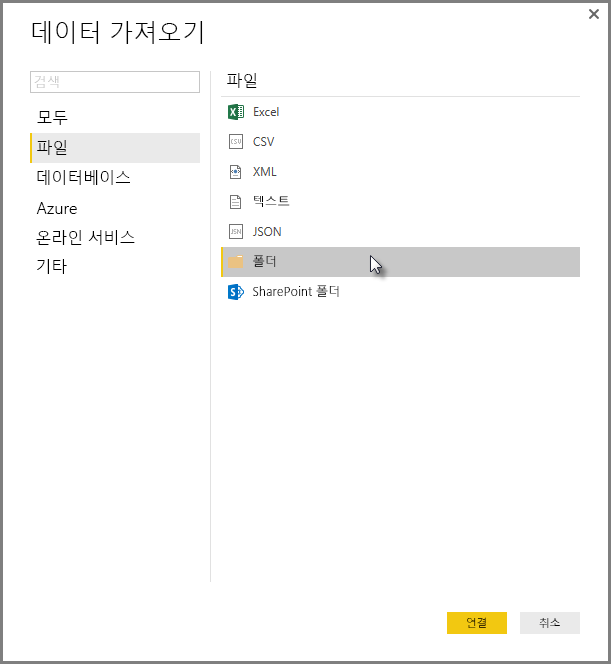 데이터 가져오기
검색
모두
파일
데이터베이스
Azure
온라인 서비스
기타
파일
Excel
CSV
XML
텍스트
JSON
폴더
SharePoint 폴더
연결
취소